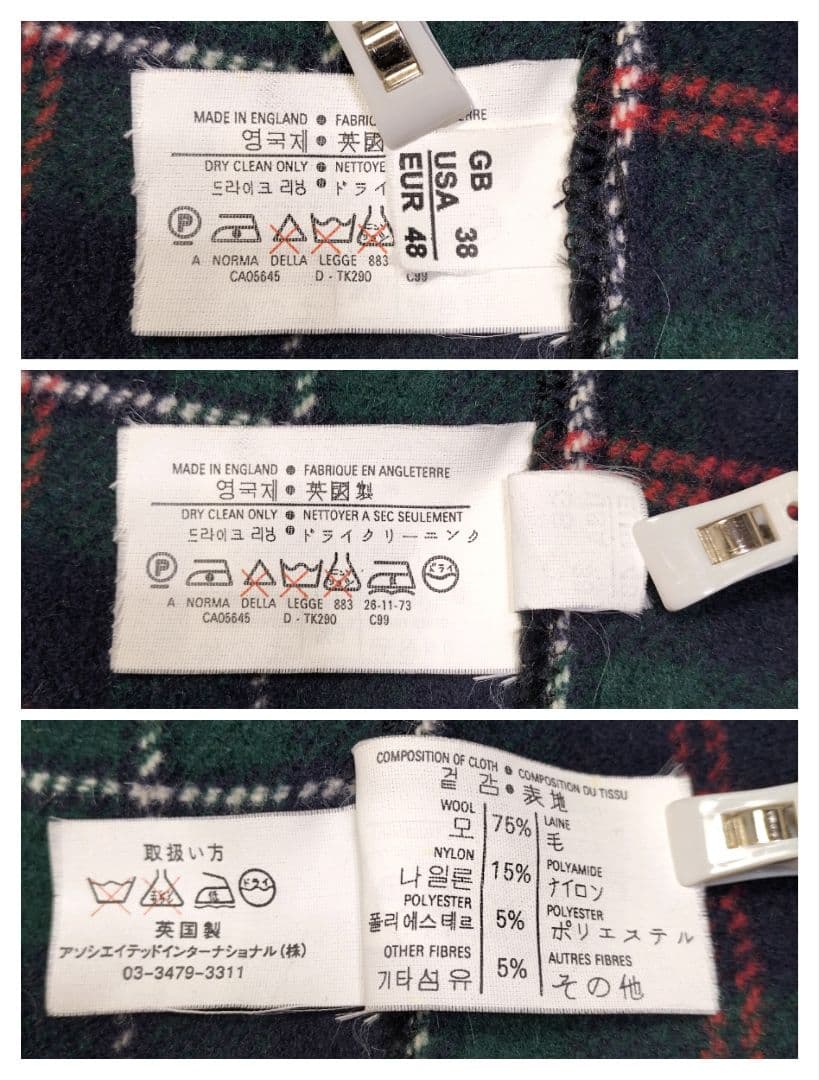 MADE IN ENGLAND ● FABRIQ
RRE
영국제 ● 英國
DRY CLEAN ONLY ● NETTOYE
드라이크 리닝 ● ドライ
P
A NORMA DELLA LEGGE 883
CA05645 D - TK290 C99
GB
USA 38
EUR 48
MADE IN ENGLAND ● FABRIQUE EN ANGLETERRE
영국제 ● 英國製
DRY CLEAN ONLY ● NETTOYER A SEC SEULEMENT
드라이크 리닝 ● ドライクリーニング
P
ドライ
A NORMA DELLA LEGGE 883 26-11-73
CA05645 D - TK290 C99
取扱い方
ドライ
英国製
アソシエイテッドインターナショナル(株)
03-3479-3311
COMPOSITION OF CLOTH ● COMPOSITION DU TISSU
겉 감 ● 表地
WOOL 75% LAINE
모 毛
NYLON 15% POLYAMIDE
나일론 ナイロン
POLYESTER 5% POLYESTER
폴리에스테르 ポリエステル
OTHER FIBRES 5% AUTRES FIBRES
기타섬유 その他